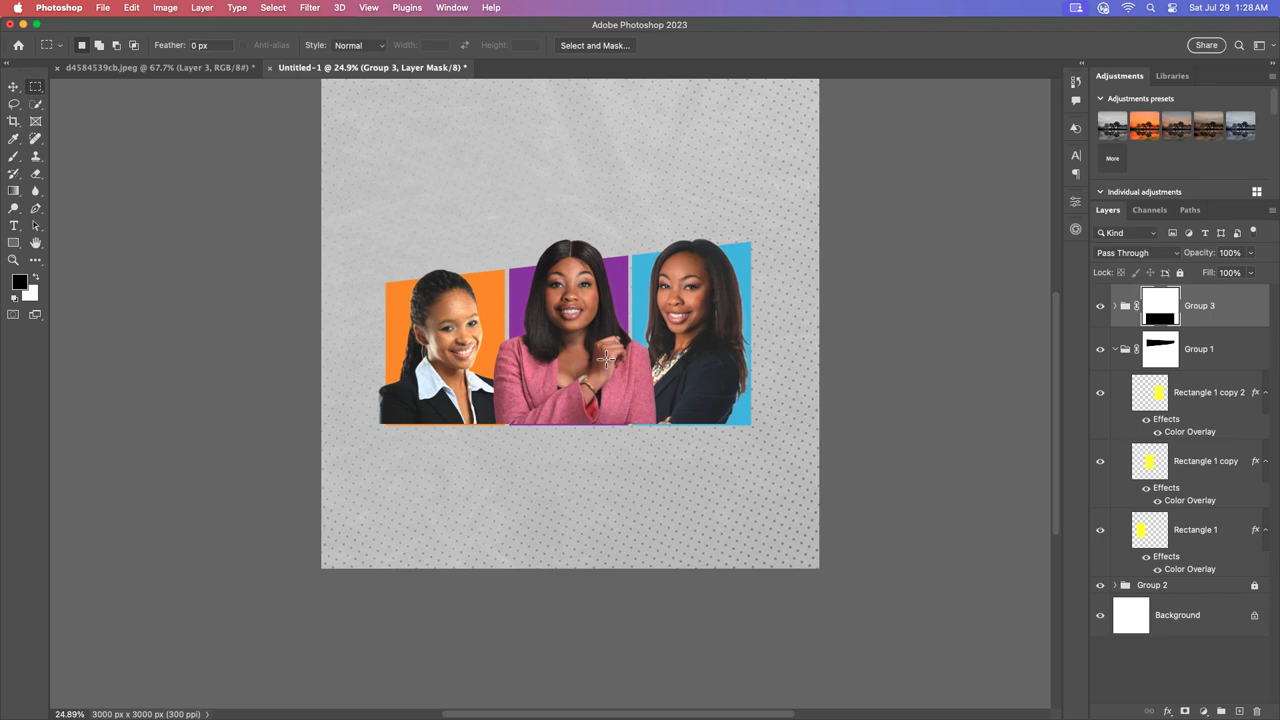 Photoshop File Edit Image Layer Type Select Filter 3D View Plugins Window Help Sat Jul 29 1:28 AM
Adobe Photoshop 2023
Feather: 0 px Anti-alias Style: Normal Width: Height: Select and Mask... Share
× d4584539cb.jpeg @ 67.7% (Layer 3, RGB/8#) * × Untitled-1 @ 24.9% (Group 3, Layer Mask/8) *
Adjustments Libraries
Adjustments presets
More
Individual adjustments
Layers Channels Paths
Kind
Pass Through Opacity: 100%
Lock: Fill: 100%
Group 3
Group 1
Rectangle 1 copy 2 fx
Effects
Color Overlay
Rectangle 1 copy fx
Effects
Color Overlay
Rectangle 1 fx
Effects
Color Overlay
Group 2
Background
24.89% 3000 px x 3000 px (300 ppi)